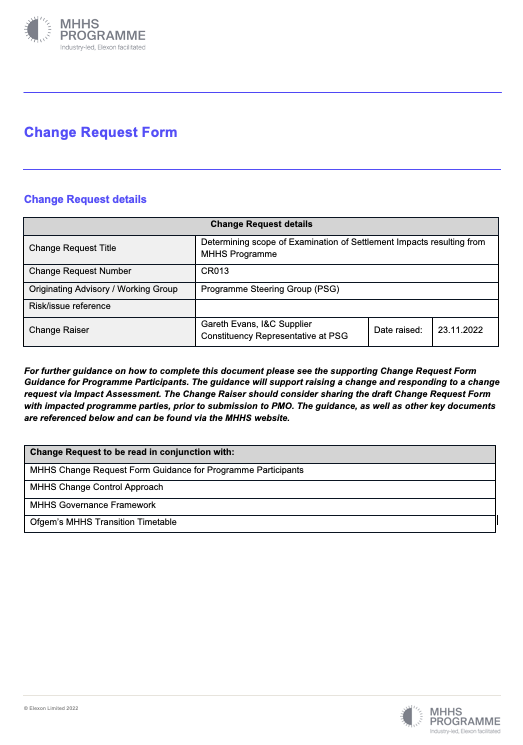 MHHS
PROGRAMME
Industry-led, Elexon facilitated
Change Request Form
Change Request details
Change Request details
Change Request Title
Determining scope of Examination of Settlement Impacts resulting from
MHHS Programme
Change Request Number
CR013
Originating Advisory / Working Group
Programme Steering Group (PSG)
Risk/issue reference
Change Raiser
Gareth Evans, I&C Supplier
Constituency Representative at PSG
Date raised:
23.11.2022
For further guidance on how to complete this document please see the supporting Change Request Form
Guidance for Programme Participants. The guidance will support raising a change and responding to a change
request via Impact Assessment. The Change Raiser should consider sharing the draft Change Request Form
with impacted programme parties, prior to submission to PMO. The guidance, as well as other key documents
are referenced below and can be found via the MHHS website.
Change Request to be read in conjunction with:
MHHS Change Request Form Guidance for Programme Participants
MHHS Change Control Approach
MHHS Governance Framework
Ofgem's MHHS Transition Timetable
© Elexon Limited 2022
MHHS
PROGRAMME
Industry-led, Elexon facilitated